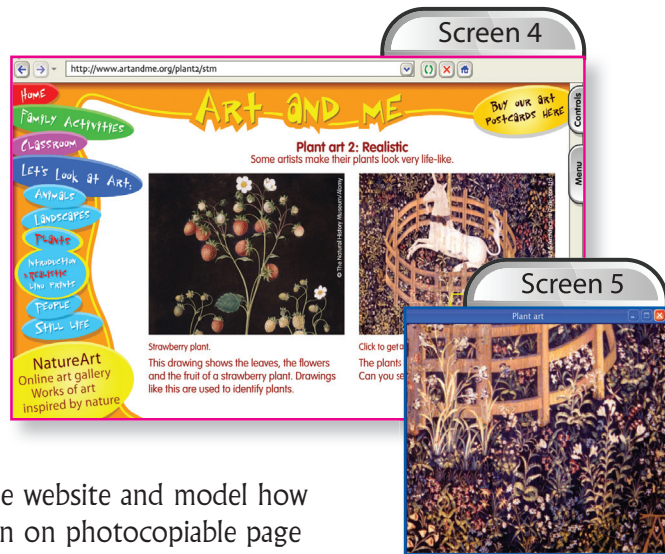 Screen 4
http://www.artandme.org/plant2/stm
HOME
FAMILY ACTIVITIES
CLASSROOM
LET'S LOOK at ART:
ANIMALS
LANDSCAPES
PLANTS
INTRODUCTION
REALISTIC
LINO PRINTS
PEOPLE
STILL LIFE
NatureArt
Online art gallery
Works of art
inspired by nature
ART AND ME
BUY OUR ART
POSTCARDS HERE
Controls
Menu
Plant art 2: Realistic
Some artists make their plants look very life-like.
© The Natural History Museum/Alamy
Strawberry plant.
This drawing shows the leaves, the flowers
and the fruit of a strawberry plant. Drawings
like this are used to identify plants.
Click to get a
The plants
Can you se
Screen 5
Plant art
e website and model how
n on photocopiable page